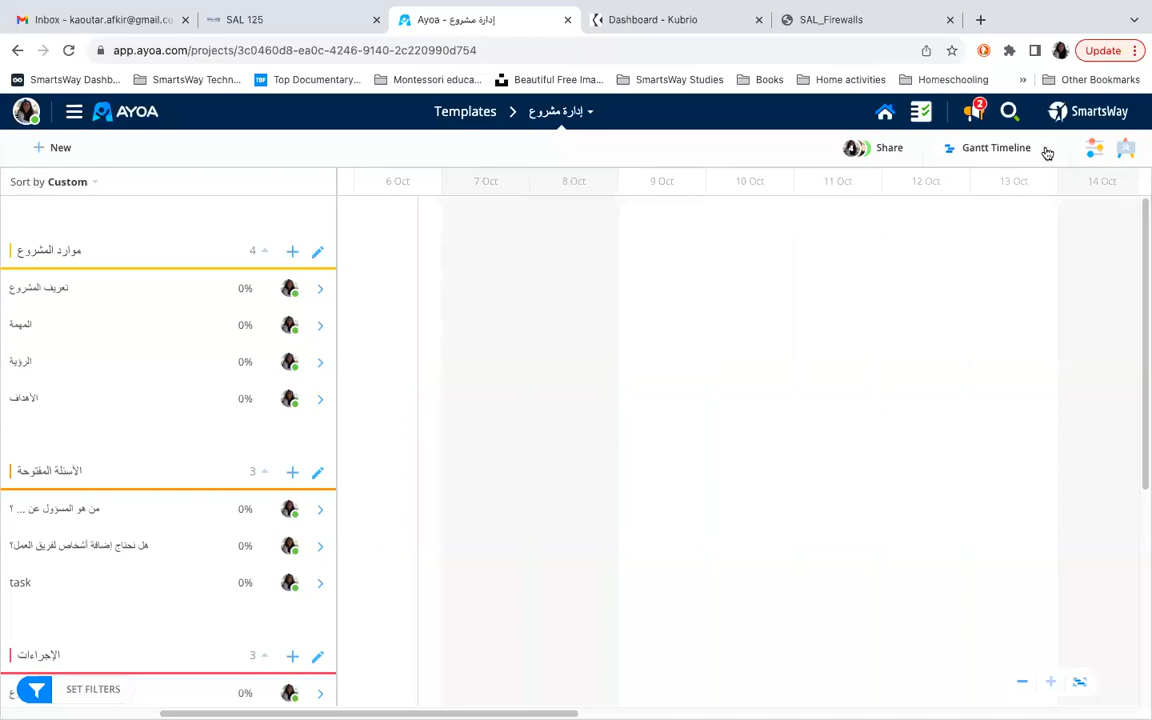 Inbox - kaoutar.afkir@gmail.co
SAL 125
Ayoa - إدارة مشروع
Dashboard - Kubrio
SAL_Firewalls
app.ayoa.com/projects/3c0460d8-ea0c-4246-9140-2c220990d754
Update
SmartsWay Dashb...
SmartsWay Techn...
Top Documentary...
Montessori educa...
Beautiful Free Ima...
SmartsWay Studies
Books
Home activities
Homeschooling
»
Other Bookmarks
AYOA
Templates
إدارة مشروع
2
SmartsWay
+ New
Share
Gantt Timeline
Sort by Custom
6 Oct
7 Oct
8 Oct
9 Oct
10 Oct
11 Oct
12 Oct
13 Oct
14 Oct
موارد المشروع
4
تعريف المشروع
0%
المهمة
0%
الرؤية
0%
الأهداف
0%
الأسئلة المفتوحة
3
من هو المسؤول عن ... ؟
0%
هل نحتاج إضافة أشخاص لفريق العمل؟
0%
task
0%
الإجراءات
3
0%
SET FILTERS